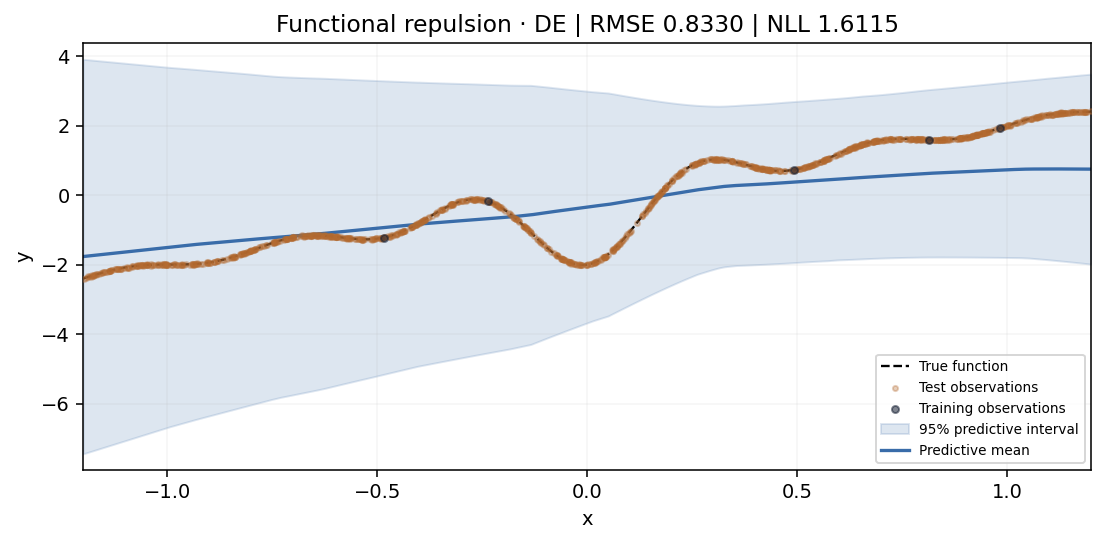 Functional repulsion · DE | RMSE 0.8330 | NLL 1.6115
4
2
0
−2
−4
−6
y
−1.0
−0.5
0.0
0.5
1.0
x
True function
Test observations
Training observations
95% predictive interval
Predictive mean